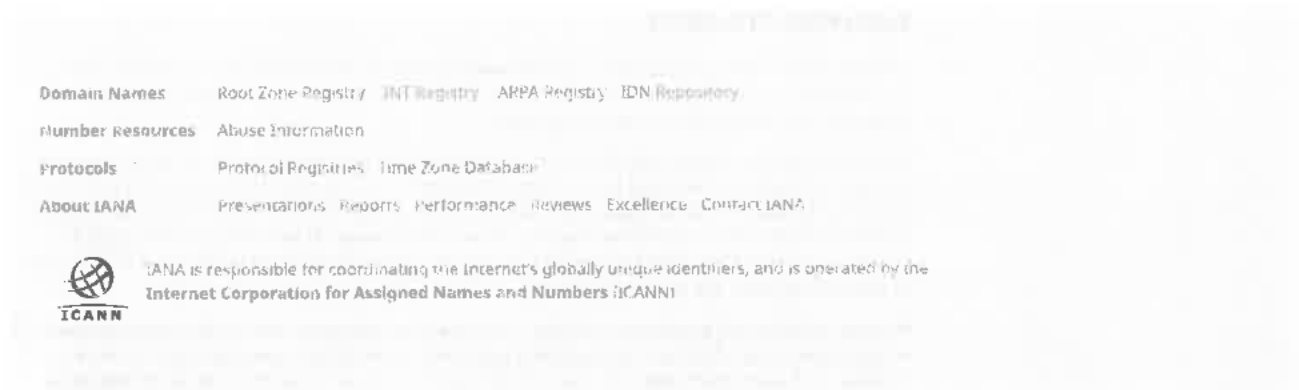 Domain Names Root Zone Registry .INT Registry .ARPA Registry IDN Repository
Number Resources Abuse Information
Protocols Protocol Registries Time Zone Database
About IANA Presentations Reports Performance Reviews Excellence Contact IANA
IANA is responsible for coordinating the Internet's globally unique identifiers, and is operated by the
Internet Corporation for Assigned Names and Numbers (ICANN)
ICANN